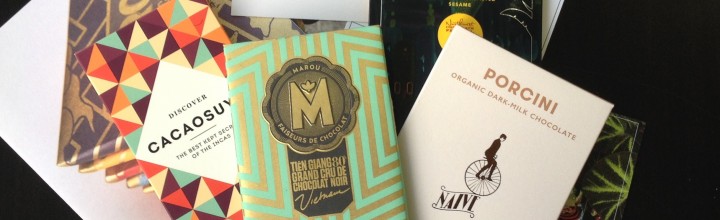 DISCOVER
CACAOSUYO
THE BEST KEPT SECRET
OF THE INCAS
MAROU
M
FAISEURS DE CHOCOLAT
TIEN GIANG 80%
GRAND CRU DE
CHOCOLAT NOIR
Vietnam
SESAME
PORCINI
ORGANIC DARK-MILK CHOCOLATE
NAIVE